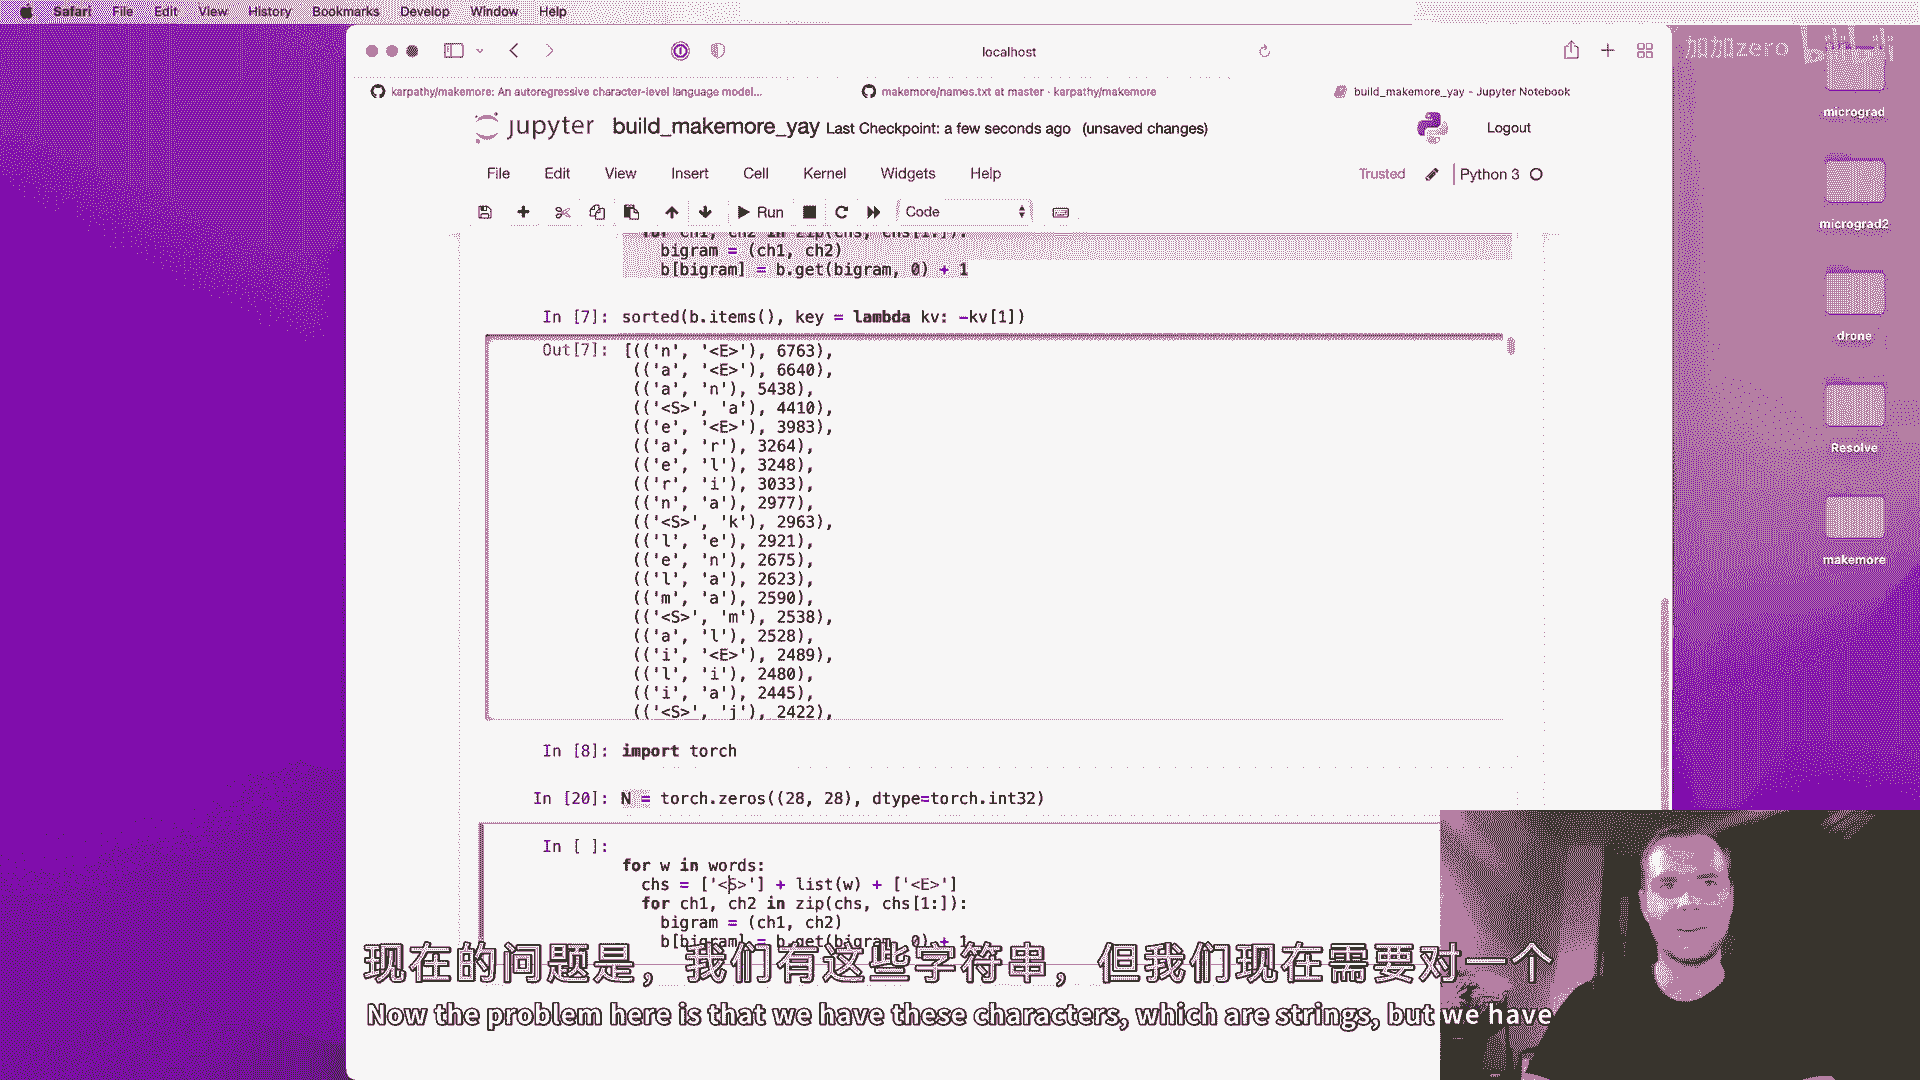 Safari File Edit View History Bookmarks Develop Window Help
localhost
加加zero bilibili
karpathy/makemore: An autoregressive character-level language model... makemore/names.txt at master · karpathy/makemore build_makemore_yay - Jupyter Notebook
jupyter build_makemore_yay Last Checkpoint: a few seconds ago (unsaved changes) Logout
File Edit View Insert Cell Kernel Widgets Help Trusted Python 3
Run Code
for ch1, ch2 in zip(chs, chs[1:]):
bigram = (ch1, ch2)
b[bigram] = b.get(bigram, 0) + 1
In [7]: sorted(b.items(), key = lambda kv: -kv[1])
Out[7]: [(('n', '<E>'), 6763),
(('a', '<E>'), 6640),
(('a', 'n'), 5438),
(('<S>', 'a'), 4410),
(('e', '<E>'), 3983),
(('a', 'r'), 3264),
(('e', 'l'), 3248),
(('r', 'i'), 3033),
(('n', 'a'), 2977),
(('<S>', 'k'), 2963),
(('l', 'e'), 2921),
(('e', 'n'), 2675),
(('l', 'a'), 2623),
(('m', 'a'), 2590),
(('<S>', 'm'), 2538),
(('a', 'l'), 2528),
(('i', '<E>'), 2489),
(('l', 'i'), 2480),
(('i', 'a'), 2445),
(('<S>', 'j'), 2422),
In [8]: import torch
In [20]: N = torch.zeros((28, 28), dtype=torch.int32)
In [ ]:
for w in words:
chs = ['<S>'] + list(w) + ['<E>']
for ch1, ch2 in zip(chs, chs[1:]):
bigram = (ch1, ch2)
b[bigram] = b.get(bigram, 0) + 1
micrograd
micrograd2
drone
Resolve
makemore
现在的问题是，我们有这些字符串，但我们现在需要对一个
Now the problem here is that we have these characters, which are strings, but we have